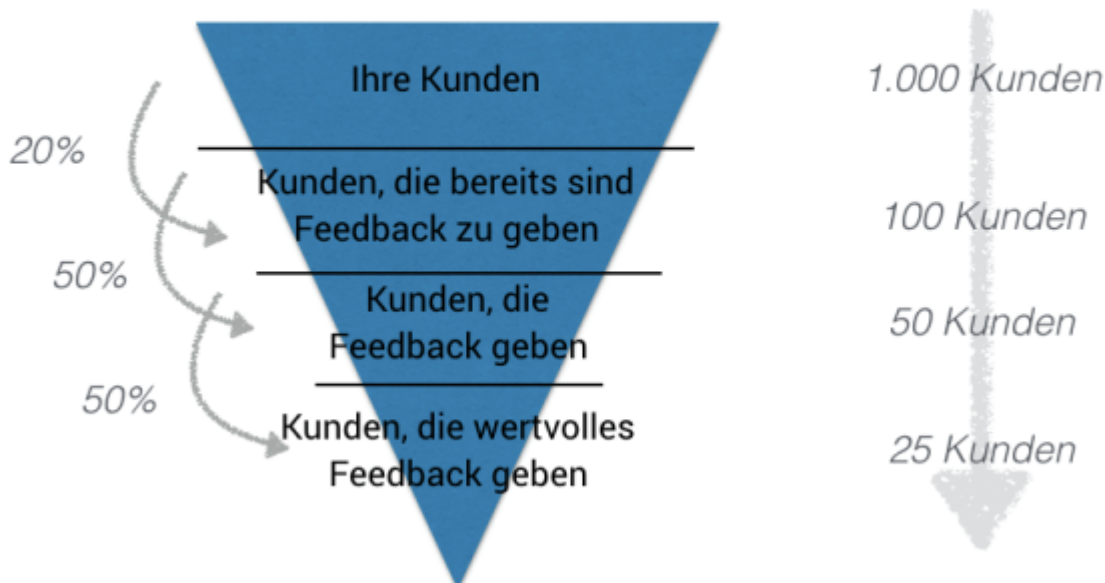 Ihre Kunden
1.000 Kunden
20%
Kunden, die bereits sind
Feedback zu geben
100 Kunden
50%
Kunden, die
Feedback geben
50 Kunden
50%
Kunden, die wertvolles
Feedback geben
25 Kunden